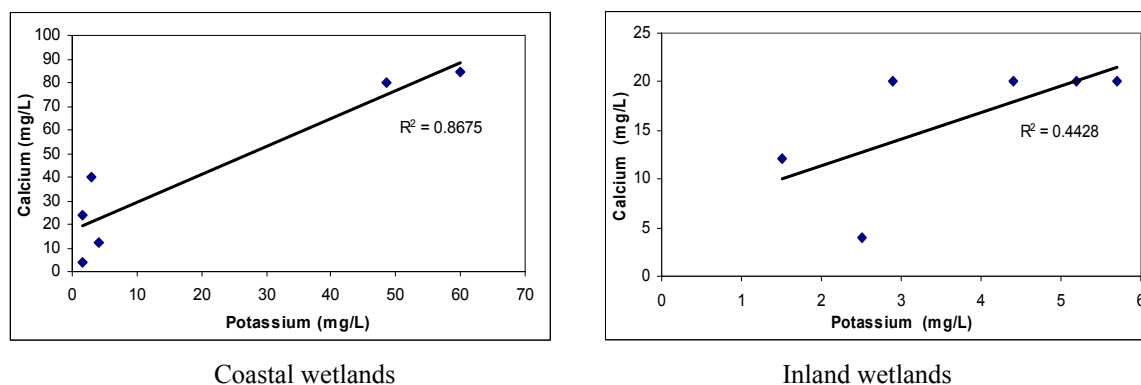 100
90
80
70
60
50
40
30
20
10
0
Calcium (mg/L)
R² = 0.8675
0 10 20 30 40 50 60 70
Potassium (mg/L)
Coastal wetlands
25
20
15
10
5
0
Calcium (mg/L)
R² = 0.4428
0 1 2 3 4 5 6
Potassium (mg/L)
Inland wetlands